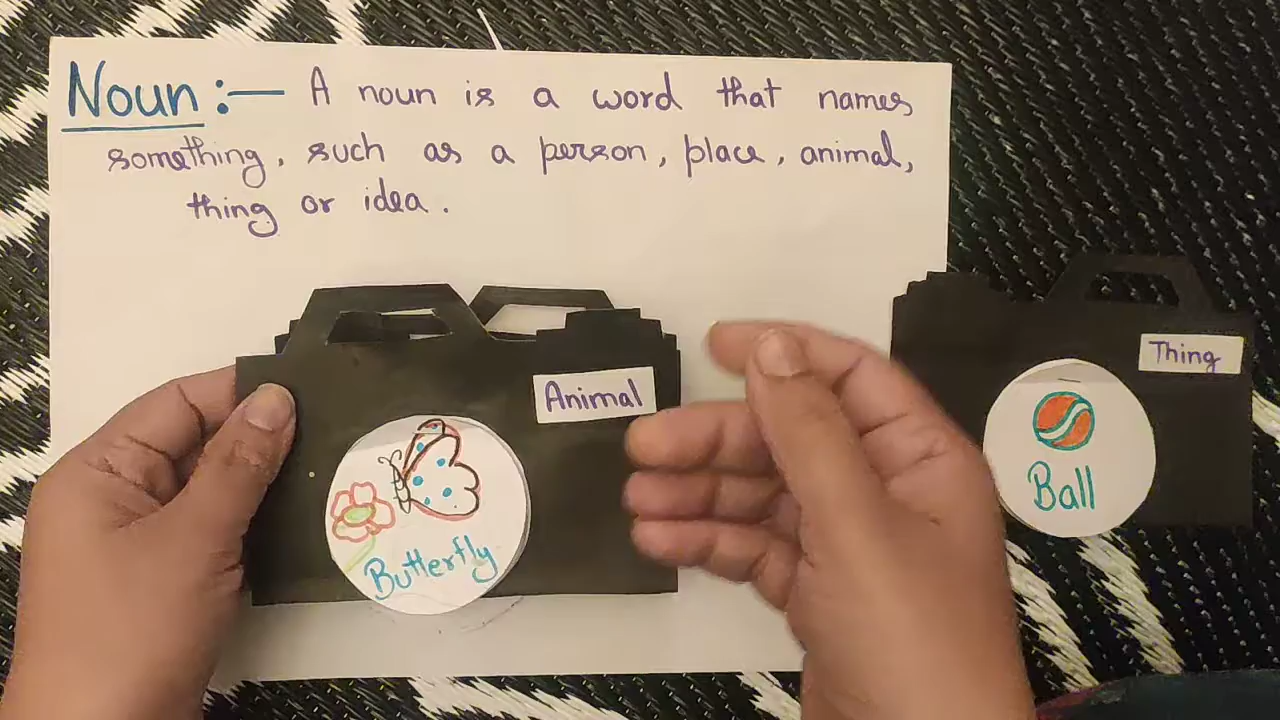 Noun :- A noun is a word that names
something, such as a person, place, animal,
thing or idea.
Animal
Butterfly
Thing
Ball